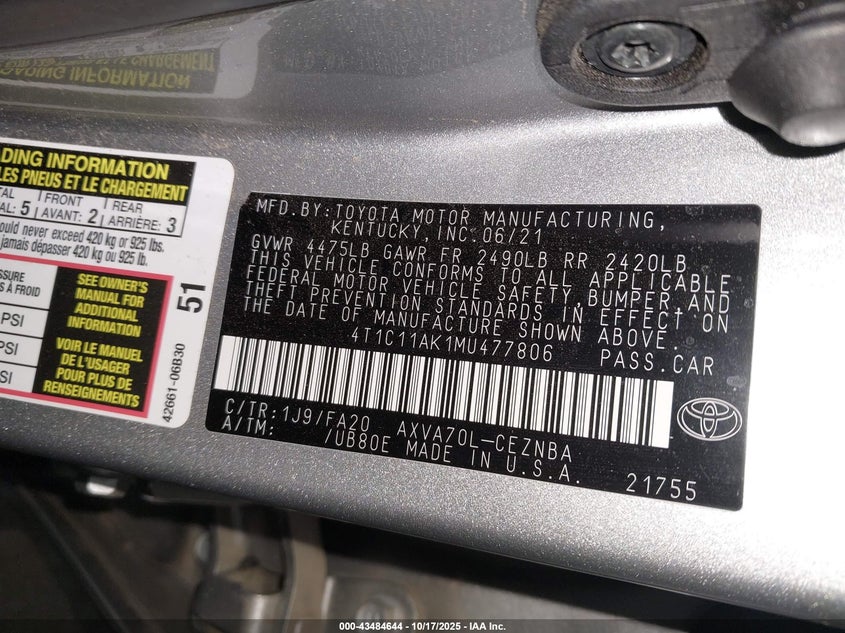 DING INFORMATION
LES PNEUS ET LE CHARGEMENT
TAL
AL: 5
FRONT
AVANT: 2
REAR
ARRIÈRE: 3
ould never exceed 420 kg or 925 lbs.
jamais dépasser 420 kg ou 925 lb.
SSURE
S À FROID
PSI
PSI
SI
SEE OWNER'S
MANUAL FOR
ADDITIONAL
INFORMATION
VOIR LE MANUEL
DE L'USAGER
POUR PLUS DE
RENSEIGNEMENTS
51
42661-06B30
MFD.BY:TOYOTA MOTOR MANUFACTURING,
KENTUCKY,INC.06/21
GVWR 4475LB GAWR FR 2490LB RR 2420LB
THIS VEHICLE CONFORMS TO ALL APPLICABLE
FEDERAL MOTOR VEHICLE SAFETY,BUMPER,AND
THEFT PREVENTION STANDARDS IN EFFECT ON
THE DATE OF MANUFACTURE SHOWN ABOVE.
4T1C11AK1MU477806 PASS.CAR
C/TR:1J9/FA20 AXVA70L-CEZNBA
A/TM: /UB80E MADE IN U.S.A.
21755
000-43484644 - 10/17/2025 - IAA Inc.